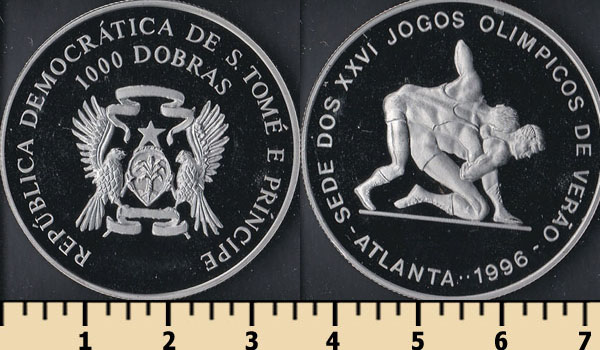 REPÚBLICA DEMOCRÁTICA DE S. TOMÉ E PRÍNCIPE
1000 DOBRAS
SEDE DOS XXVI JOGOS OLIMPICOS DE VERÃO
-ATLANTA··1996-
1 2 3 4 5 6 7